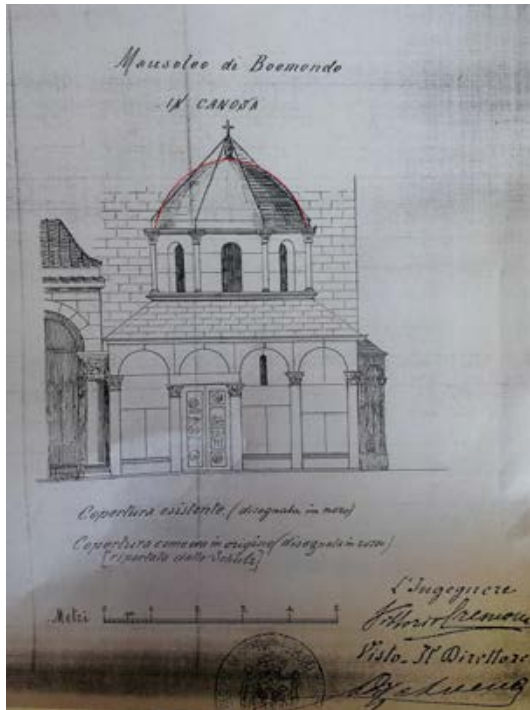 Mausoleo di Boemondo
IN CANOSA
Copertura esistente (disegnata in nero)
Copertura come era in origine (disegnata in rosso)
[riportata dallo Schulz]
Metri
L'Ingegnere
Vittorio
Visto - Il Direttore